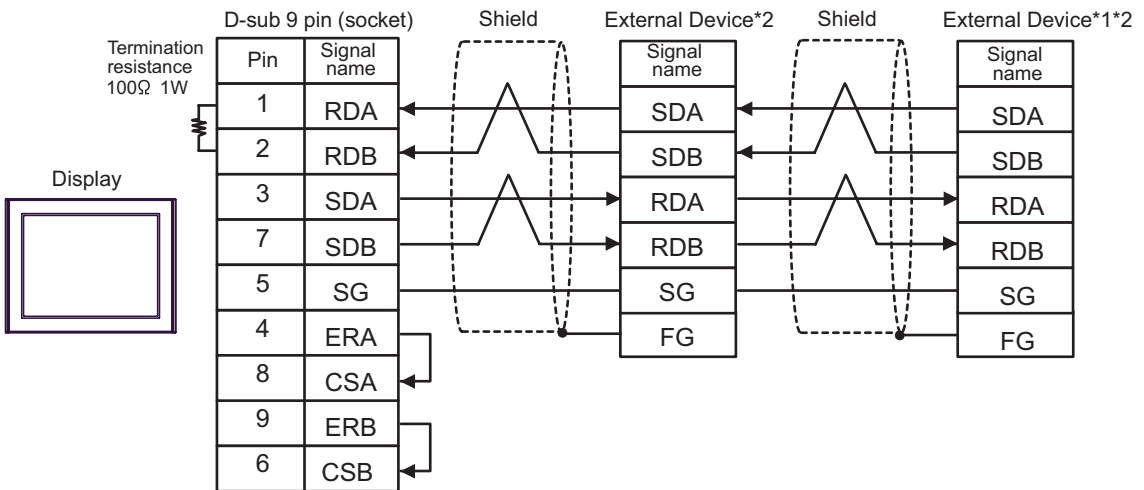 D-sub 9 pin (socket)
Shield
External Device*2
Shield
External Device*1*2
Termination
resistance
100Ω 1W
Pin
Signal
name
Signal
name
Signal
name
1
RDA
SDA
SDA
2
RDB
SDB
SDB
Display
3
SDA
RDA
RDA
7
SDB
RDB
RDB
5
SG
SG
SG
4
ERA
FG
FG
8
CSA
9
ERB
6
CSB